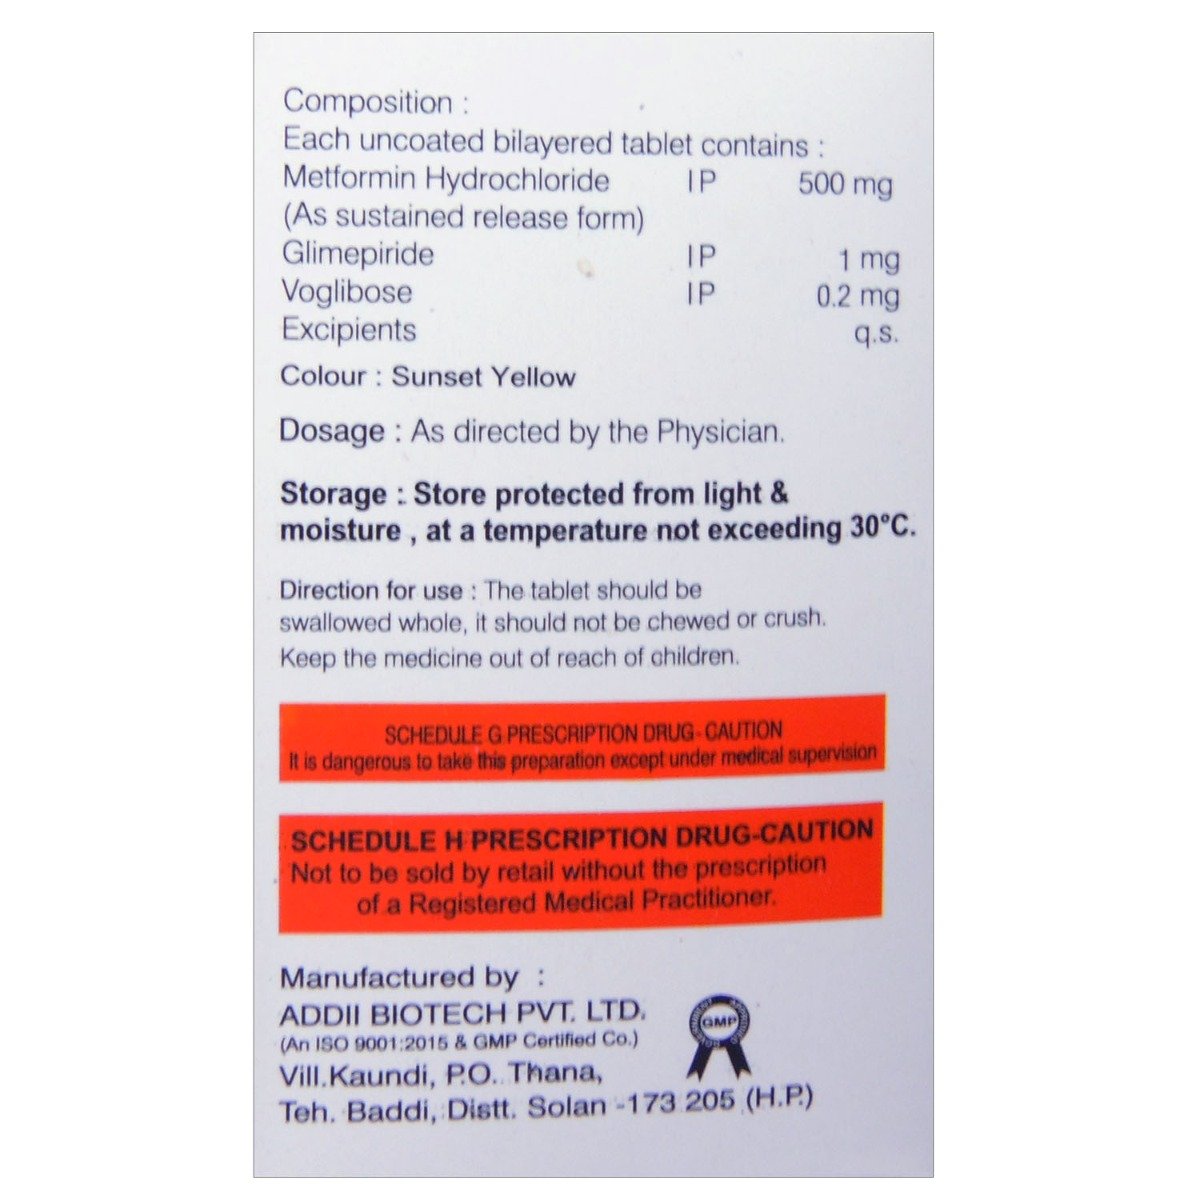 Composition :
Each uncoated bilayered tablet contains :
Metformin Hydrochloride IP 500 mg
(As sustained release form)
Glimepiride IP 1 mg
Voglibose IP 0.2 mg
Excipients q.s.
Colour : Sunset Yellow
Dosage : As directed by the Physician.
Storage : Store protected from light &
moisture , at a temperature not exceeding 30°C.
Direction for use : The tablet should be
swallowed whole, it should not be chewed or crush.
Keep the medicine out of reach of children.
SCHEDULE G PRESCRIPTION DRUG- CAUTION
It is dangerous to take this preparation except under medical supervision
SCHEDULE H PRESCRIPTION DRUG-CAUTION
Not to be sold by retail without the prescription
of a Registered Medical Practitioner.
Manufactured by :
ADDII BIOTECH PVT. LTD.
(An ISO 9001:2015 & GMP Certified Co.)
Vill.Kaundi, P.O. Thana,
Teh. Baddi, Distt. Solan -173 205 (H.P.)
GMP